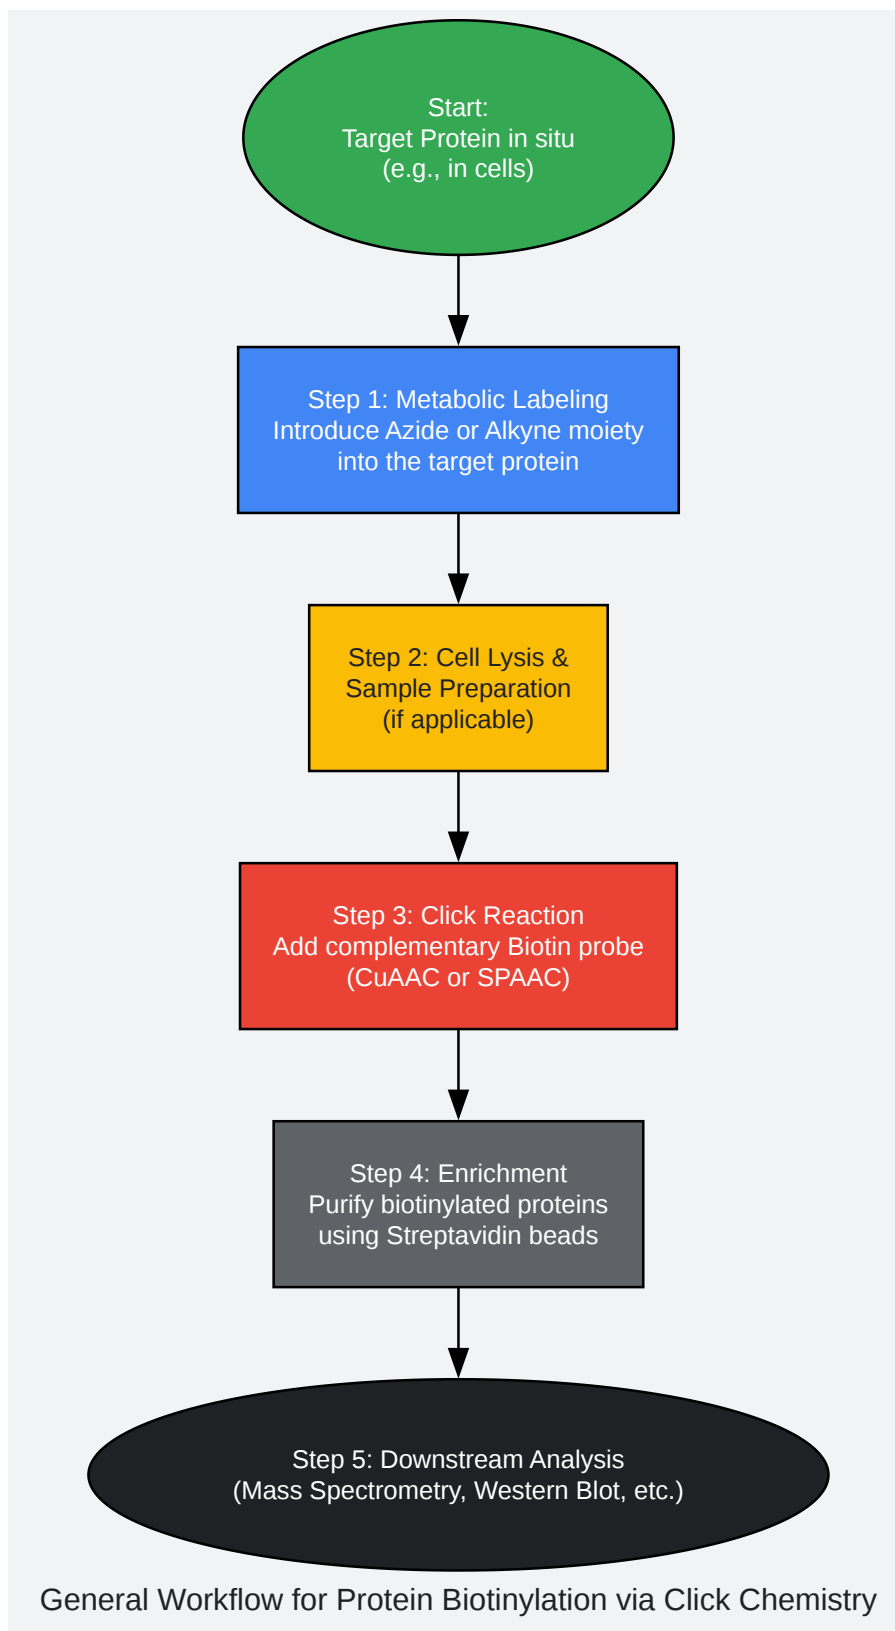 Start:
Target Protein in situ
(e.g., in cells)
Step 1: Metabolic Labeling
Introduce Azide or Alkyne moiety
into the target protein
Step 2: Cell Lysis &
Sample Preparation
(if applicable)
Step 3: Click Reaction
Add complementary Biotin probe
(CuAAC or SPAAC)
Step 4: Enrichment
Purify biotinylated proteins
using Streptavidin beads
Step 5: Downstream Analysis
(Mass Spectrometry, Western Blot, etc.)
General Workflow for Protein Biotinylation via Click Chemistry